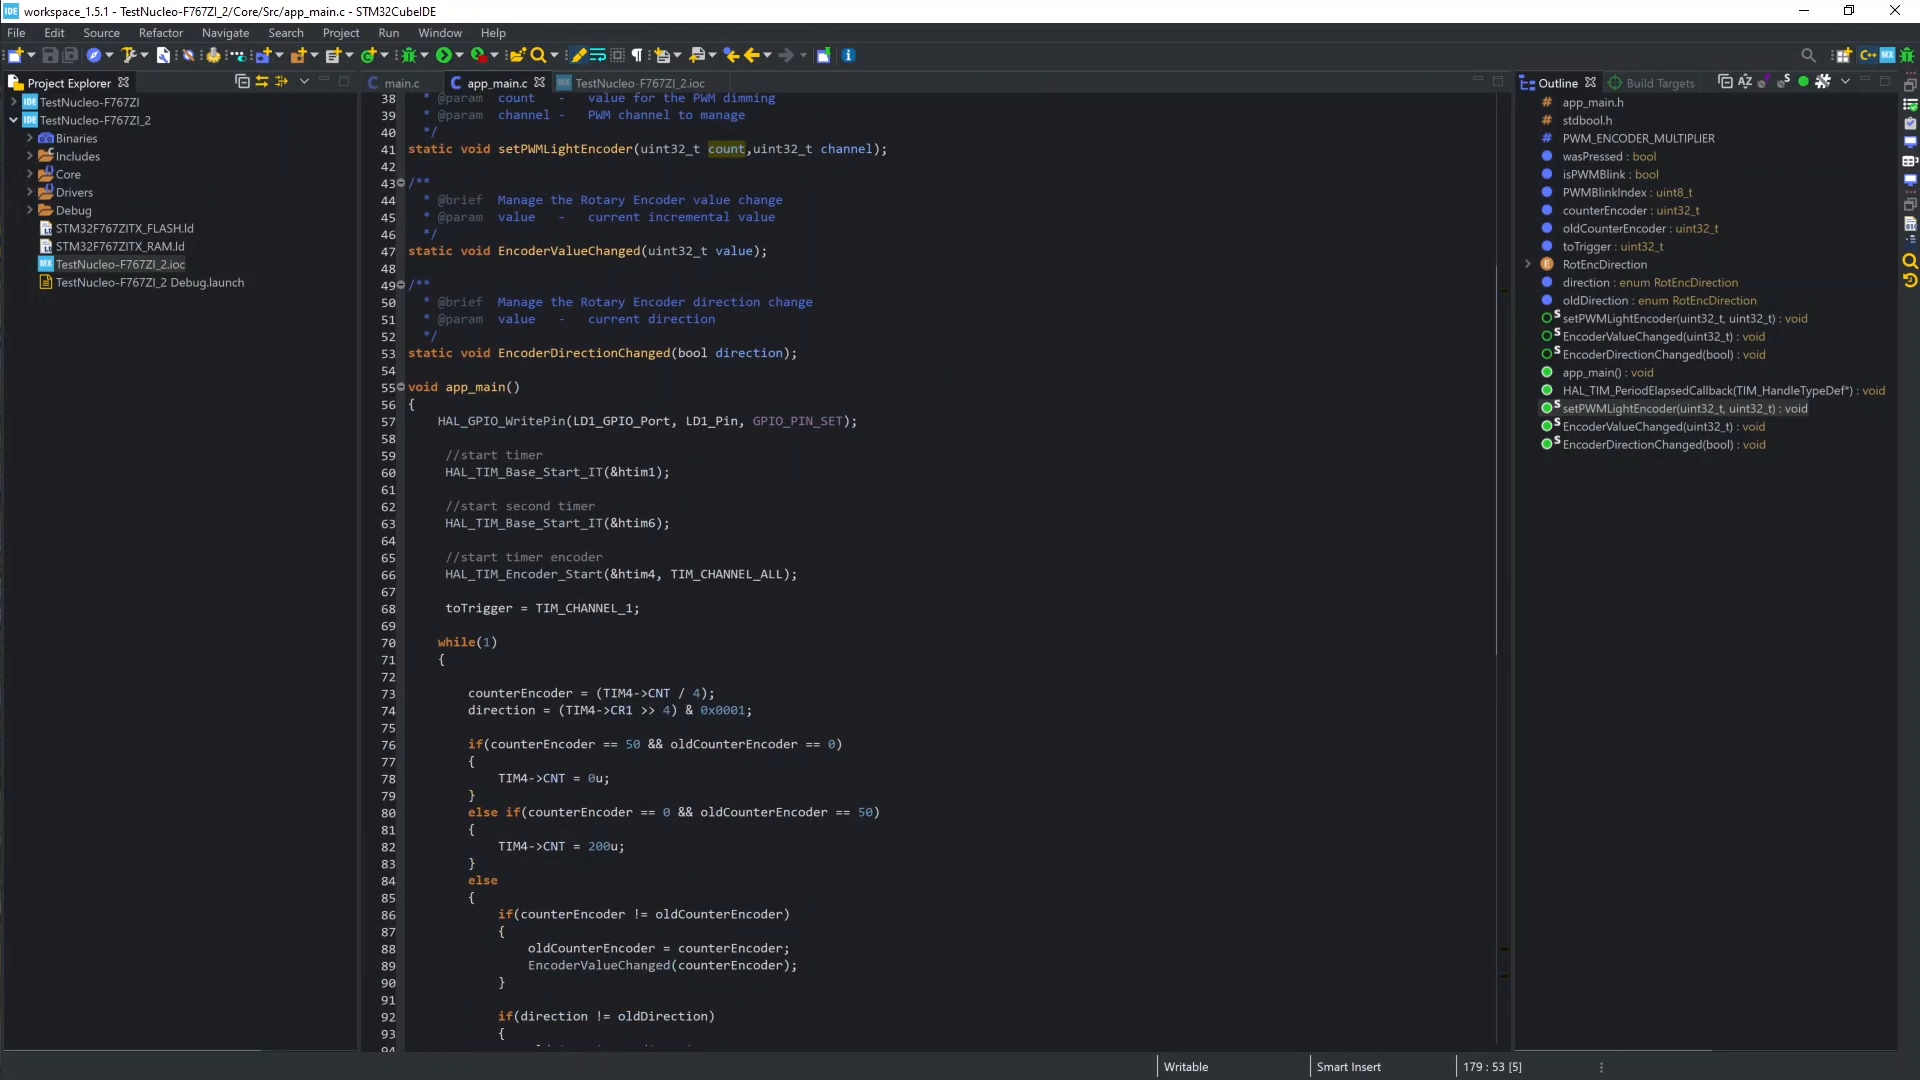 workspace_1.5.1 - TestNucleo-F767ZI_2/Core/Src/app_main.c - STM32CubeIDE
File Edit Source Refactor Navigate Search Project Run Window Help
Project Explorer
TestNucleo-F767ZI
TestNucleo-F767ZI_2
Binaries
Includes
Core
Drivers
Debug
STM32F767ZITX_FLASH.ld
STM32F767ZITX_RAM.ld
TestNucleo-F767ZI_2.ioc
TestNucleo-F767ZI_2 Debug.launch
main.c app_main.c TestNucleo-F767ZI_2.ioc
38 * @param count - value for the PWM dimming
39 * @param channel - PWM channel to manage
40 */
41 static void setPWMLightEncoder(uint32_t count,uint32_t channel);
42
43 /**
44 * @brief Manage the Rotary Encoder value change
45 * @param value - current incremental value
46 */
47 static void EncoderValueChanged(uint32_t value);
48
49 /**
50 * @brief Manage the Rotary Encoder direction change
51 * @param value - current direction
52 */
53 static void EncoderDirectionChanged(bool direction);
54
55 void app_main()
56 {
57 HAL_GPIO_WritePin(LD1_GPIO_Port, LD1_Pin, GPIO_PIN_SET);
58
59 //start timer
60 HAL_TIM_Base_Start_IT(&htim1);
61
62 //start second timer
63 HAL_TIM_Base_Start_IT(&htim6);
64
65 //start timer encoder
66 HAL_TIM_Encoder_Start(&htim4, TIM_CHANNEL_ALL);
67
68 toTrigger = TIM_CHANNEL_1;
69
70 while(1)
71 {
72
73 counterEncoder = (TIM4->CNT / 4);
74 direction = (TIM4->CR1 >> 4) & 0x0001;
75
76 if(counterEncoder == 50 && oldCounterEncoder == 0)
77 {
78 TIM4->CNT = 0u;
79 }
80 else if(counterEncoder == 0 && oldCounterEncoder == 50)
81 {
82 TIM4->CNT = 200u;
83 }
84 else
85 {
86 if(counterEncoder != oldCounterEncoder)
87 {
88 oldCounterEncoder = counterEncoder;
89 EncoderValueChanged(counterEncoder);
90 }
91
92 if(direction != oldDirection)
93 {
94
Outline Build Targets
app_main.h
stdbool.h
PWM_ENCODER_MULTIPLIER
wasPressed : bool
isPWMBlink : bool
PWMBlinkIndex : uint8_t
counterEncoder : uint32_t
oldCounterEncoder : uint32_t
toTrigger : uint32_t
RotEncDirection
direction : enum RotEncDirection
oldDirection : enum RotEncDirection
setPWMLightEncoder(uint32_t, uint32_t) : void
EncoderValueChanged(uint32_t) : void
EncoderDirectionChanged(bool) : void
app_main() : void
HAL_TIM_PeriodElapsedCallback(TIM_HandleTypeDef*) : void
setPWMLightEncoder(uint32_t, uint32_t) : void
EncoderValueChanged(uint32_t) : void
EncoderDirectionChanged(bool) : void
Writable Smart Insert 179 : 53 [5]